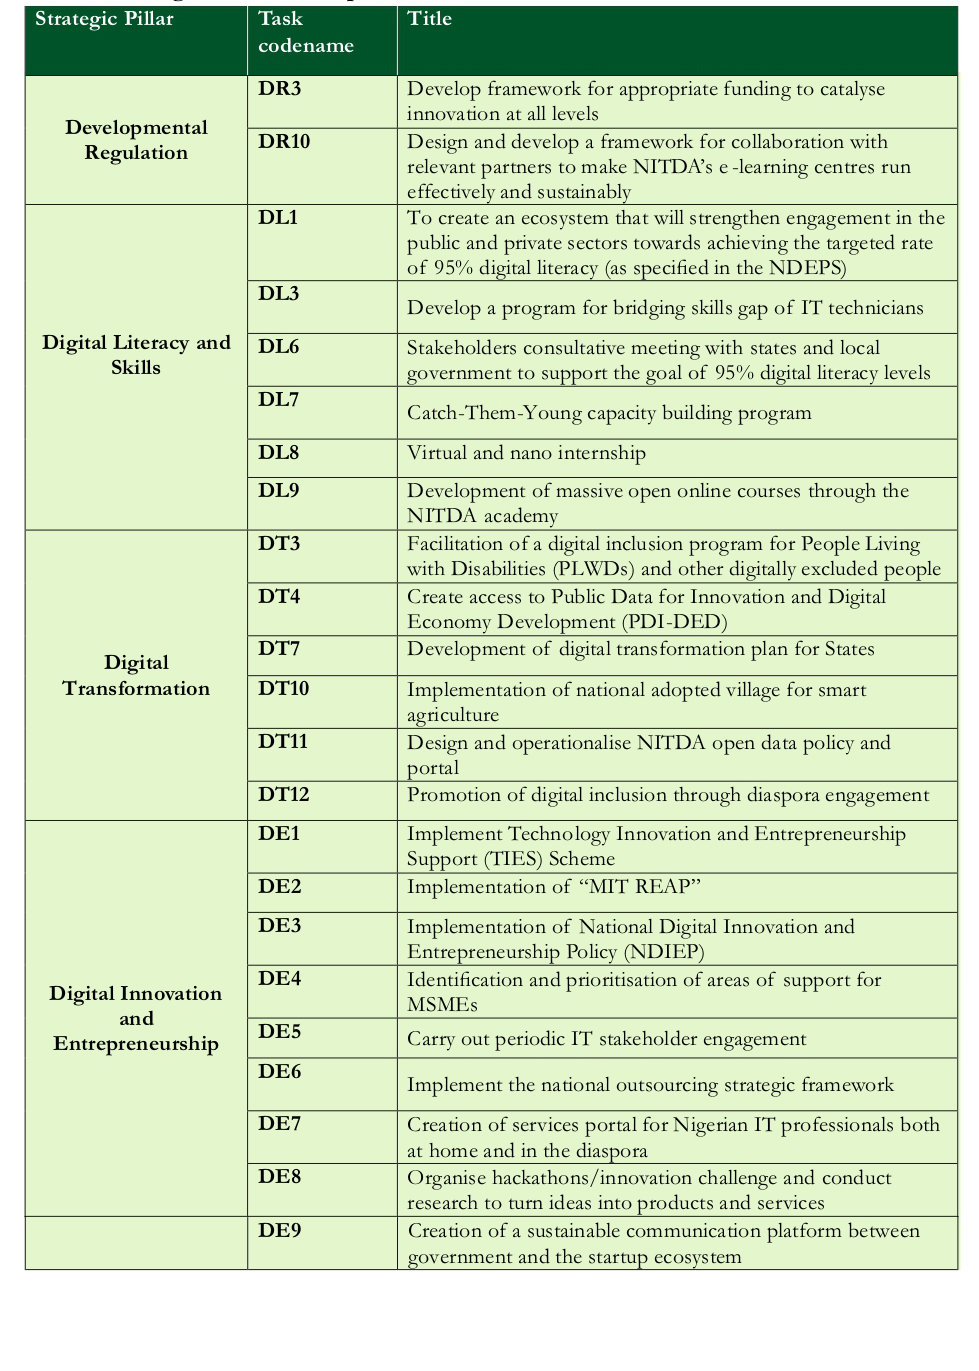 Strategic Pillar
Task
codename
Title
Developmental
Regulation
DR3
Develop framework for appropriate funding to catalyse
innovation at all levels
DR10
Design and develop a framework for collaboration with
relevant partners to make NITDA’s e-learning centres run
effectively and sustainably
Digital Literacy and
Skills
DL1
To create an ecosystem that will strengthen engagement in the
public and private sectors towards achieving the targeted rate
of 95% digital literacy (as specified in the NDEPS)
DL3
Develop a program for bridging skills gap of IT technicians
DL6
Stakeholders consultative meeting with states and local
government to support the goal of 95% digital literacy levels
DL7
Catch-Them-Young capacity building program
DL8
Virtual and nano internship
DL9
Development of massive open online courses through the
NITDA academy
Digital
Transformation
DT3
Facilitation of a digital inclusion program for People Living
with Disabilities (PLWDs) and other digitally excluded people
DT4
Create access to Public Data for Innovation and Digital
Economy Development (PDI-DED)
DT7
Development of digital transformation plan for States
DT10
Implementation of national adopted village for smart
agriculture
DT11
Design and operationalise NITDA open data policy and
portal
DT12
Promotion of digital inclusion through diaspora engagement
Digital Innovation
and
Entrepreneurship
DE1
Implement Technology Innovation and Entrepreneurship
Support (TIES) Scheme
DE2
Implementation of “MIT REAP”
DE3
Implementation of National Digital Innovation and
Entrepreneurship Policy (NDIEP)
DE4
Identification and prioritisation of areas of support for
MSMEs
DE5
Carry out periodic IT stakeholder engagement
DE6
Implement the national outsourcing strategic framework
DE7
Creation of services portal for Nigerian IT professionals both
at home and in the diaspora
DE8
Organise hackathons/innovation challenge and conduct
research to turn ideas into products and services
DE9
Creation of a sustainable communication platform between
government and the startup ecosystem